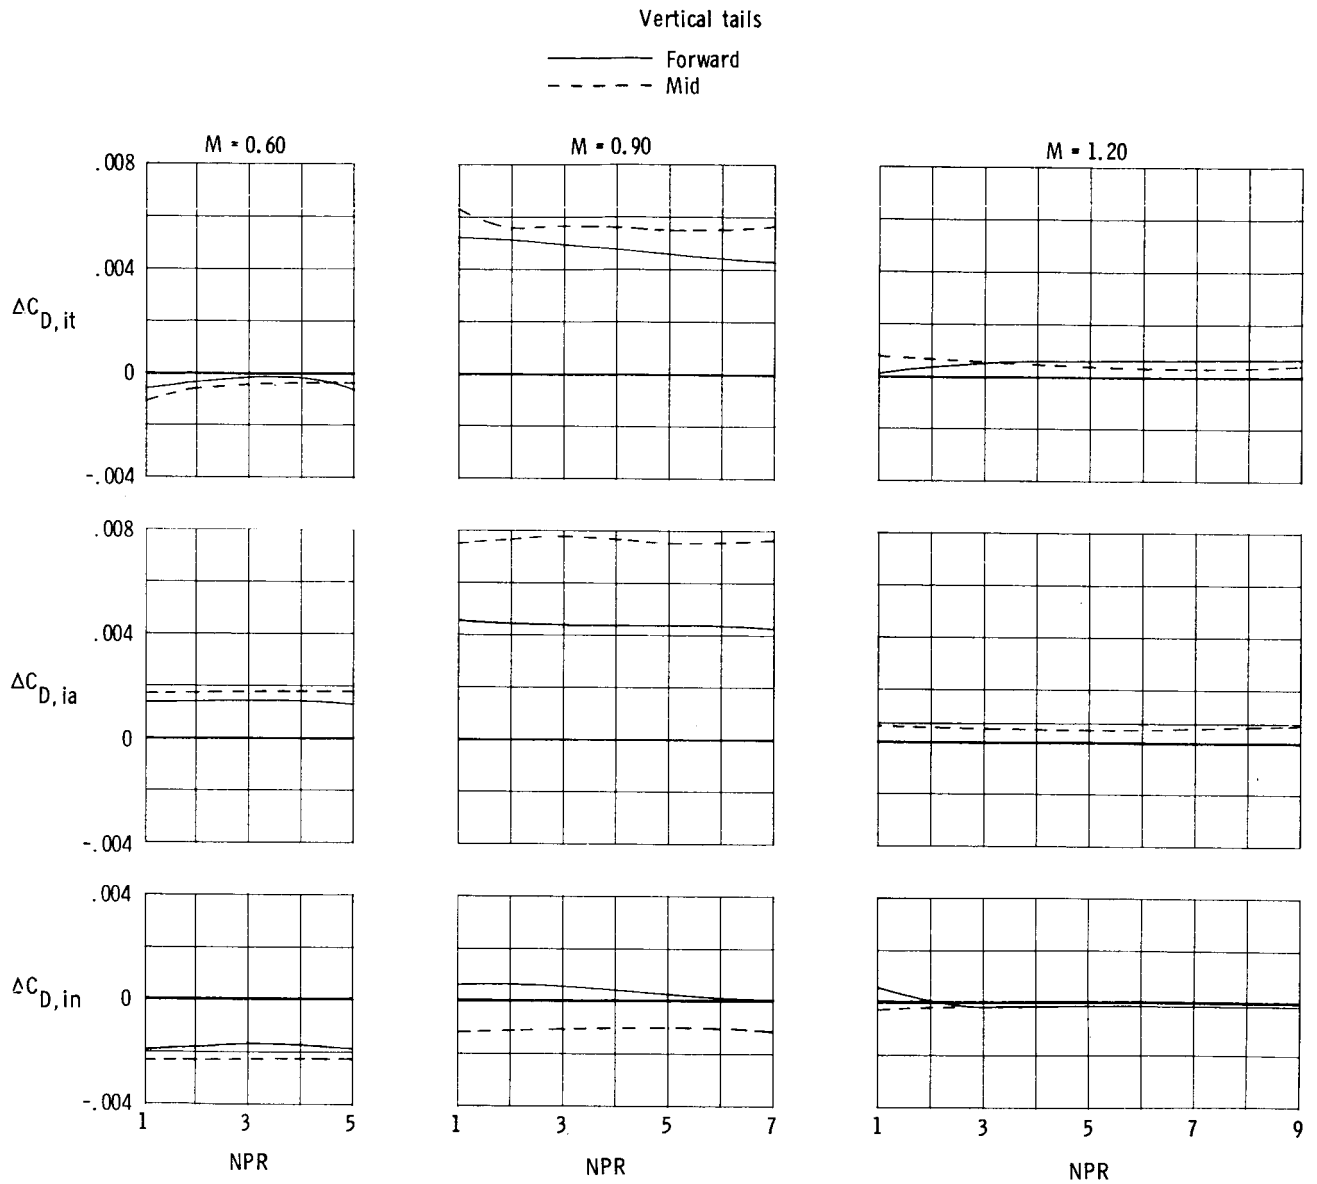 Vertical tails
Forward
Mid
M = 0.60
M = 0.90
M = 1.20
.008
.004
ΔC_D,it
0
-.004
.008
.004
ΔC_D,ia
0
-.004
.004
ΔC_D,in
0
-.004
1 3 5
1 3 5 7
1 3 5 7 9
NPR
NPR
NPR